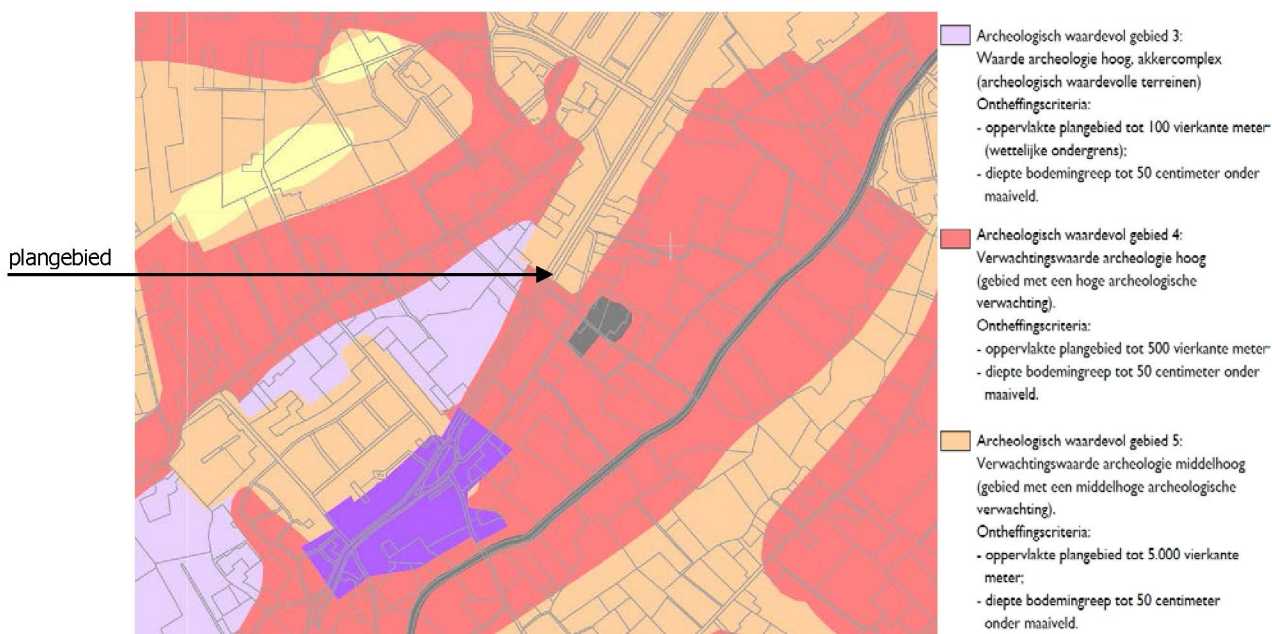 plangebied
Archeologisch waardevol gebied 3:
Waarde archeologie hoog, akkercomplex
(archeologisch waardevolle terreinen)
Ontheffingscriteria:
- oppervlakte plangebied tot 100 vierkante meter
(wettelijke ondergrens);
- diepte bodemingreep tot 50 centimeter onder
maaiveld.
Archeologisch waardevol gebied 4:
Verwachtingswaarde archeologie hoog
(gebied met een hoge archeologische
verwachting).
Ontheffingscriteria:
- oppervlakte plangebied tot 500 vierkante meter
- diepte bodemingreep tot 50 centimeter onder
maaiveld.
Archeologisch waardevol gebied 5:
Verwachtingswaarde archeologie middelhoog
(gebied met een middelhoge archeologische
verwachting).
Ontheffingscriteria:
- oppervlakte plangebied tot 5.000 vierkante
meter;
- diepte bodemingreep tot 50 centimeter
onder maaiveld.